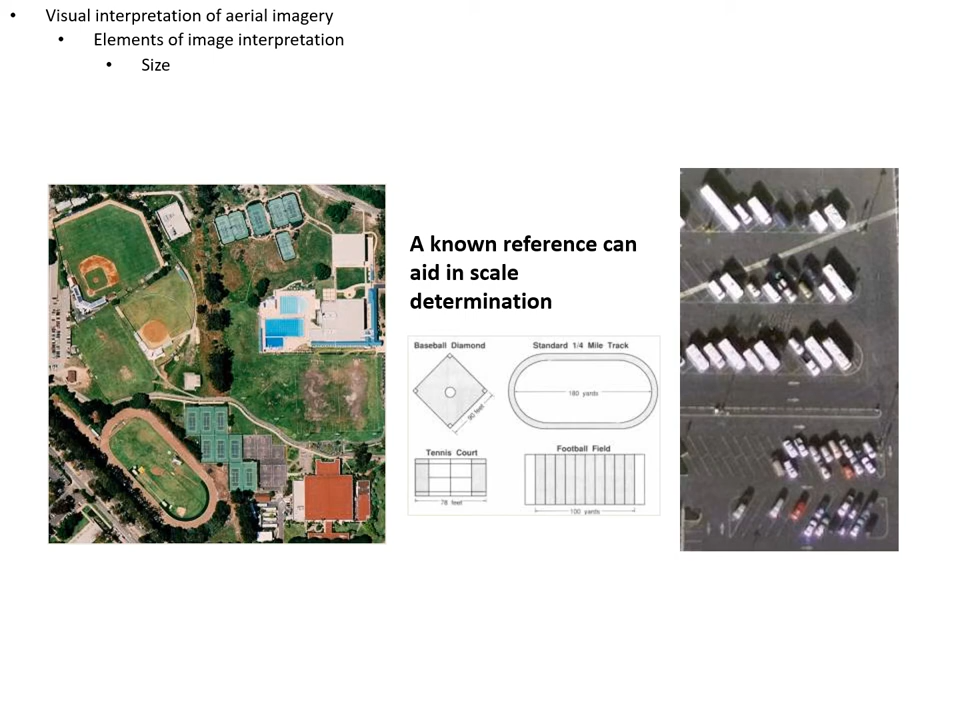 • Visual interpretation of aerial imagery
• Elements of image interpretation
• Size
A known reference can
aid in scale
determination
Baseball Diamond
Standard 1/4 Mile Track
90 feet
180 yards
Tennis Court
Football Field
78 feet
100 yards